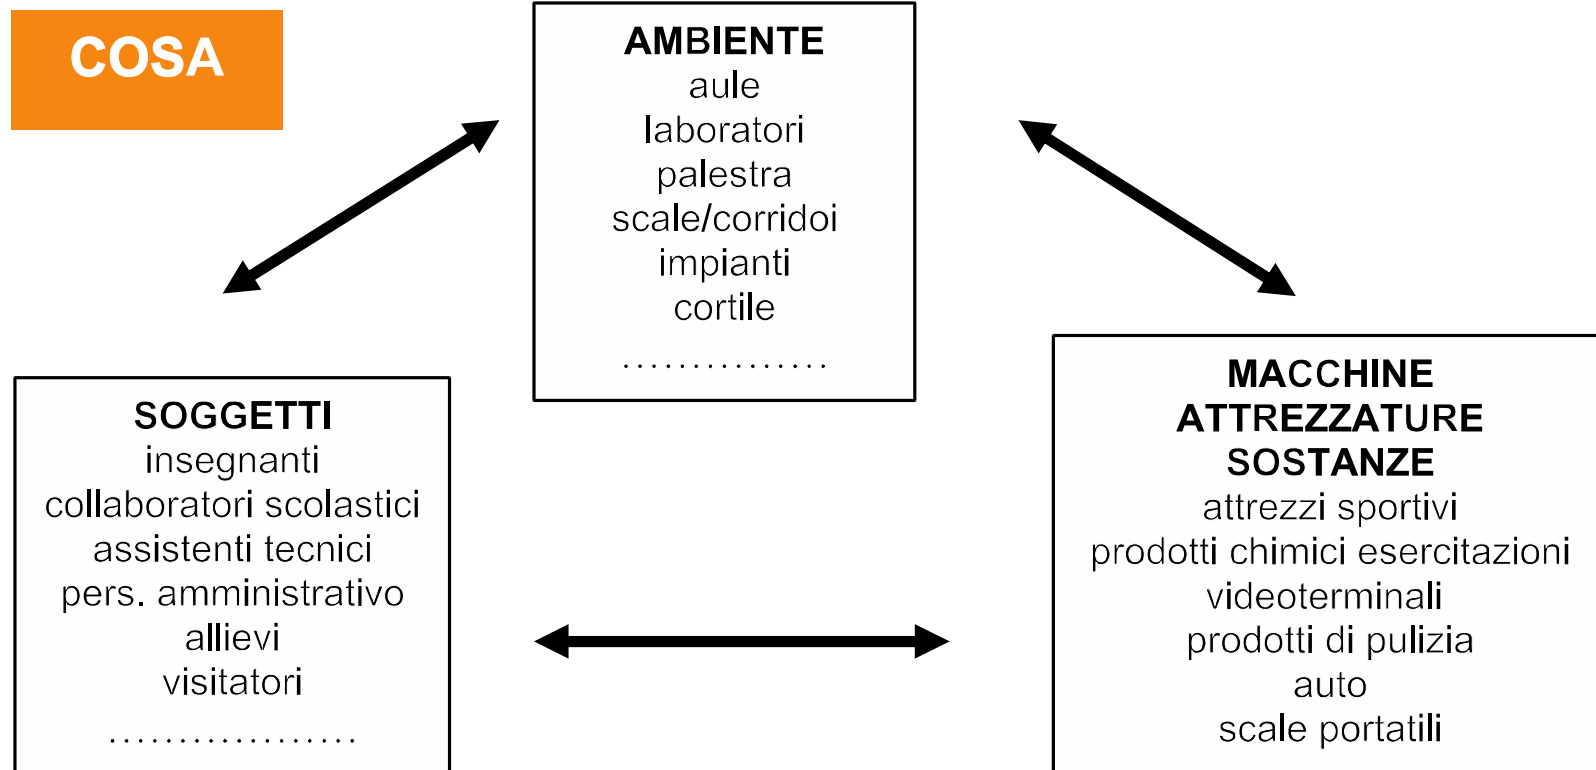 COSA
AMBIENTE
aule
laboratori
palestra
scale/corridoi
impianti
cortile
...............
SOGGETTI
insegnanti
collaboratori scolastici
assistenti tecnici
pers. amministrativo
allievi
visitatori
..................
MACCHINE
ATTREZZATURE
SOSTANZE
attrezzi sportivi
prodotti chimici esercitazioni
videoterminali
prodotti di pulizia
auto
scale portatili